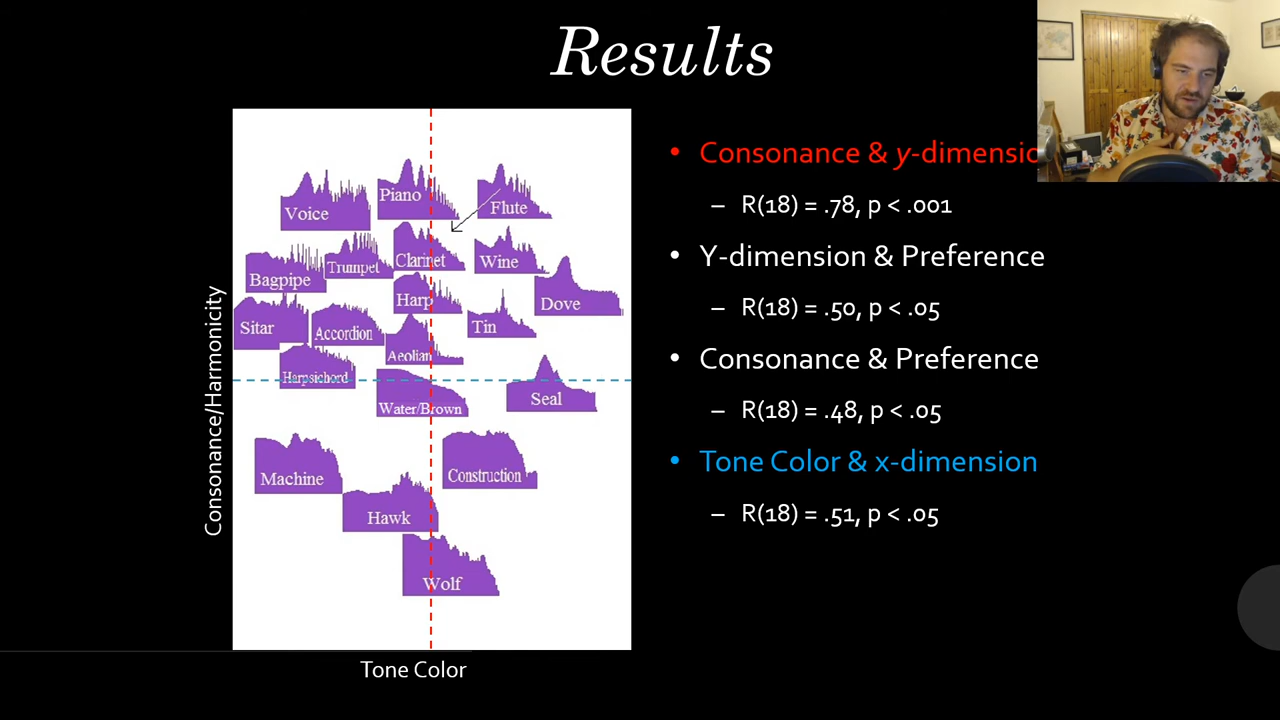 Results
Voice
Piano
Flute
Bagpipe
Trumpet
Clarinet
Wine
Dove
Sitar
Accordion
Harp
Tin
Harpsichord
Aeolian
Water/Brown
Seal
Machine
Construction
Hawk
Wolf
Consonance/Harmonicity
Tone Color
• Consonance & y-dimensio
– R(18) = .78, p < .001
• Y-dimension & Preference
– R(18) = .50, p < .05
• Consonance & Preference
– R(18) = .48, p < .05
• Tone Color & x-dimension
– R(18) = .51, p < .05